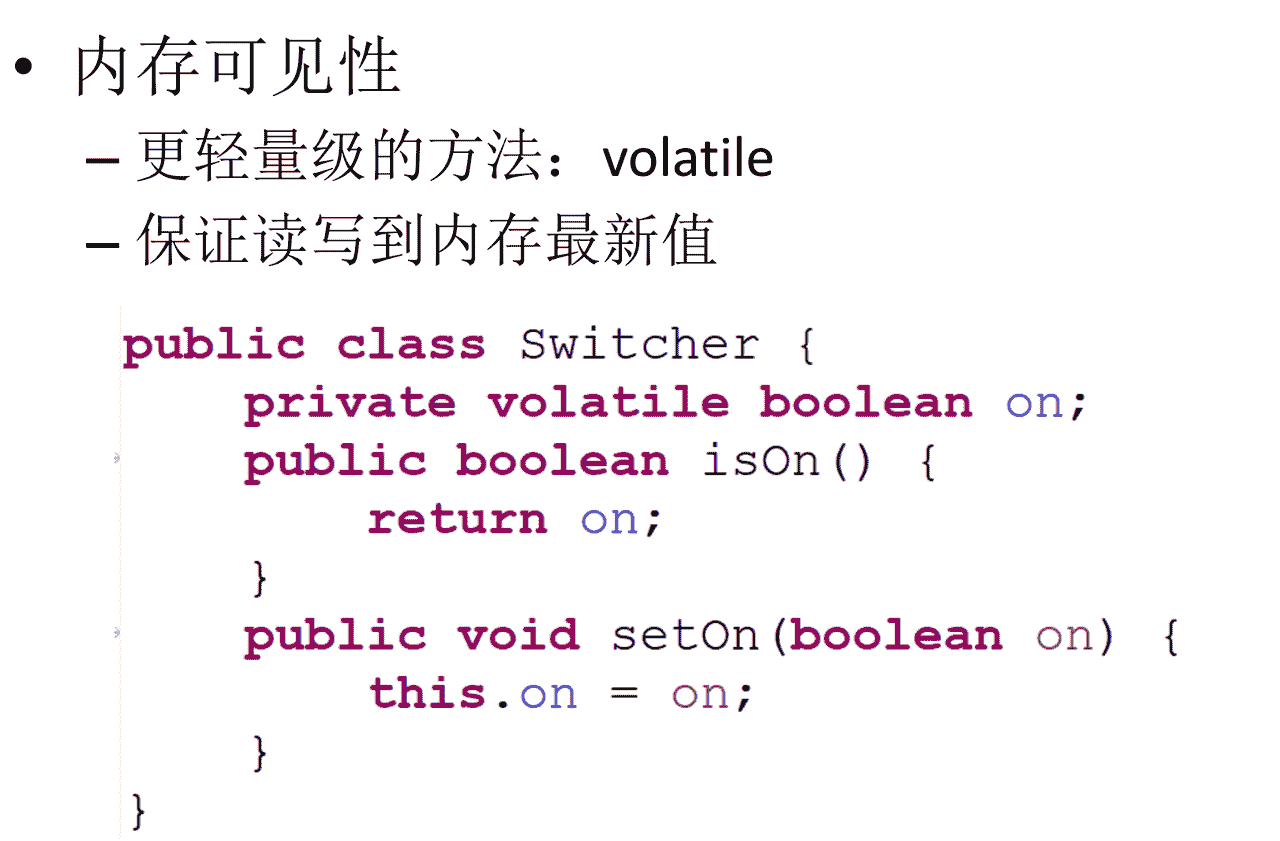 • 内存可见性
– 更轻量级的方法：volatile
– 保证读写到内存最新值
public class Switcher {
    private volatile boolean on;
    public boolean isOn() {
        return on;
    }
    public void setOn(boolean on) {
        this.on = on;
    }
}